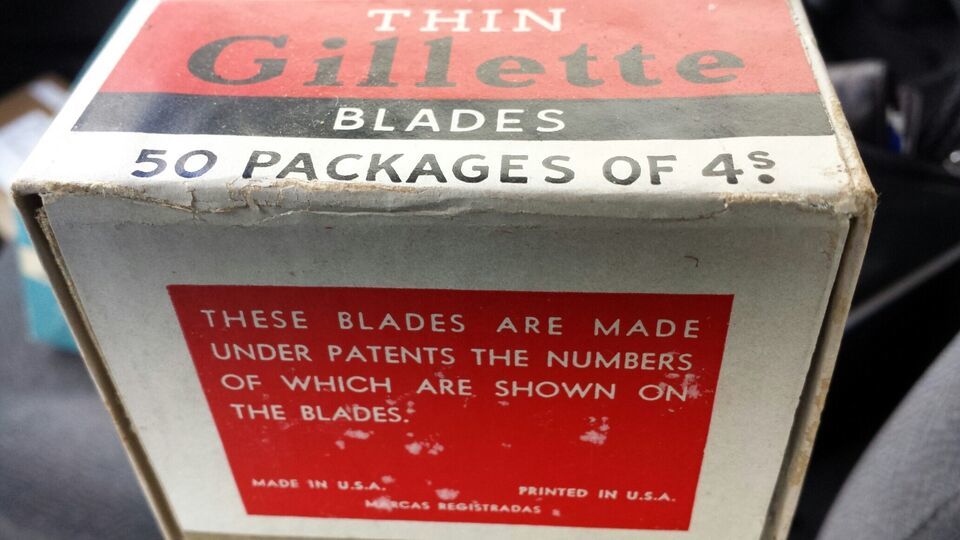 THIN
Gillette
BLADES
50 PACKAGES OF 4s.
THESE BLADES ARE MADE
UNDER PATENTS THE NUMBERS
OF WHICH ARE SHOWN ON
THE BLADES.
MADE IN U.S.A.
PRINTED IN U.S.A.
MARCAS REGISTRADAS